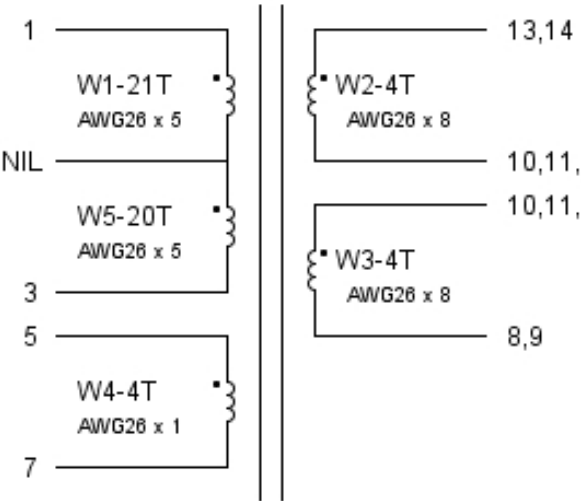 1
W1-21T
AWG26 x 5
NIL
W5-20T
AWG26 x 5
3
5
W4-4T
AWG26 x 1
7
13,14
W2-4T
AWG26 x 8
10,11,
10,11,
W3-4T
AWG26 x 8
8,9